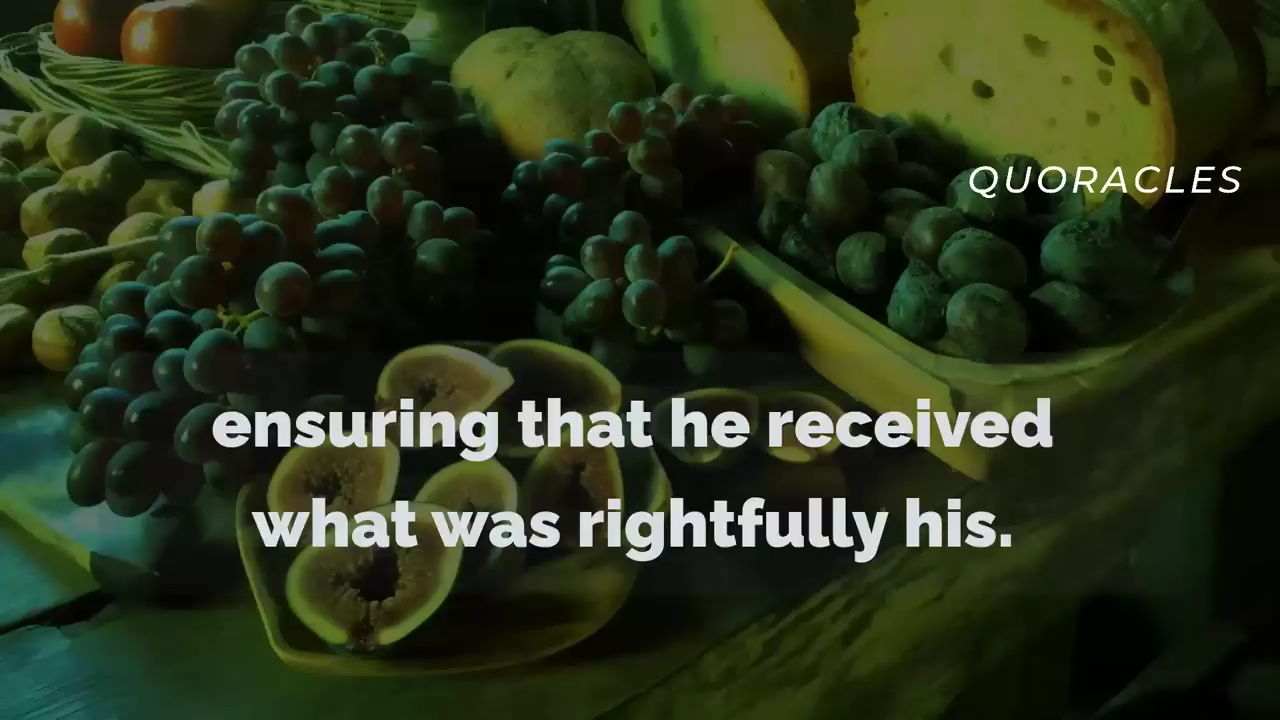 QUORACLES
ensuring that he received
what was rightfully his.